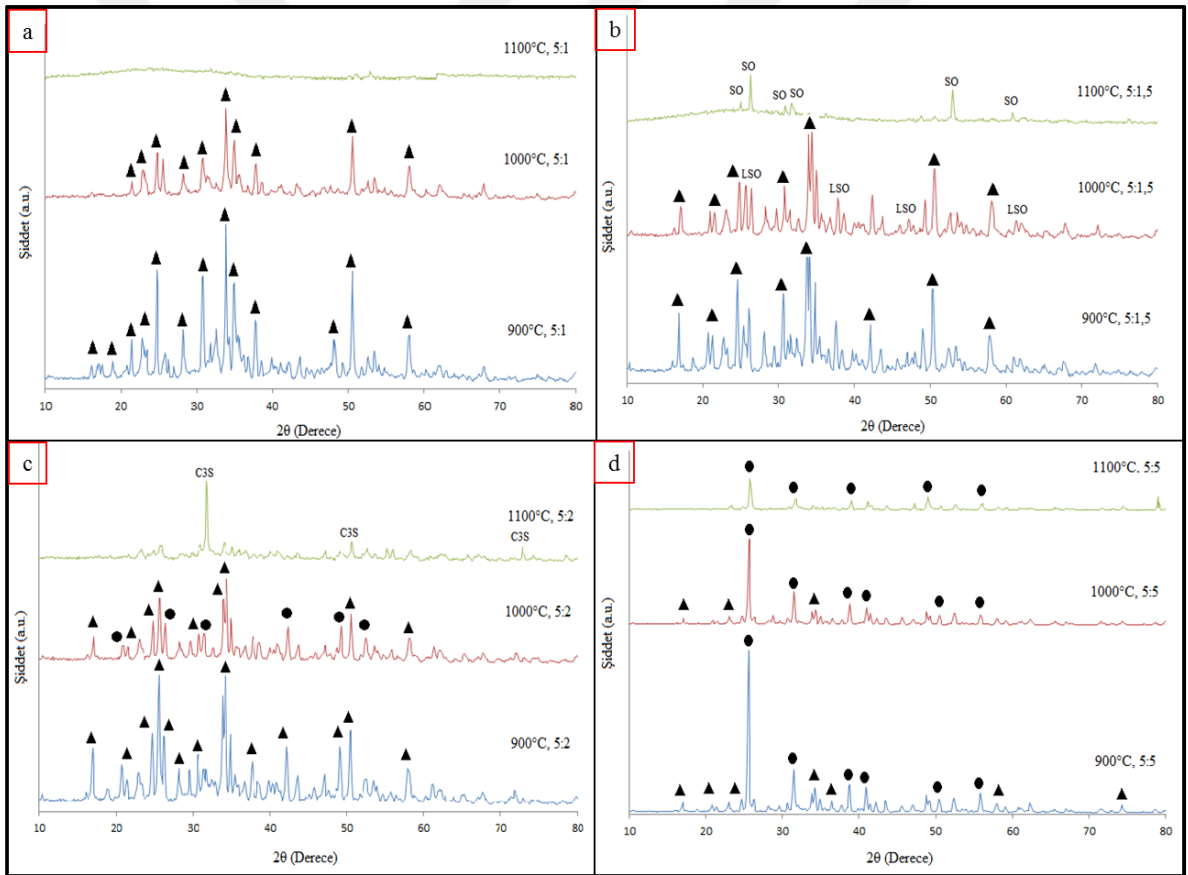 a
1100°C, 5:1
1000°C, 5:1
900°C, 5:1
Şiddet (a.u.)
10 20 30 40 50 60 70 80
2θ (Derece)
b
SO SO SO SO SO SO
1100°C, 5:1,5
1000°C, 5:1,5
LSO LSO LSO LSO
900°C, 5:1,5
Şiddet (a.u.)
10 20 30 40 50 60 70 80
2θ (Derece)
c
C3S C3S C3S
1100°C, 5:2
1000°C, 5:2
900°C, 5:2
Şiddet (a.u.)
10 20 30 40 50 60 70 80
2θ (Derece)
d
1100°C, 5:5
1000°C, 5:5
900°C, 5:5
Şiddet (a.u.)
10 20 30 40 50 60 70 80
2θ (Derece)